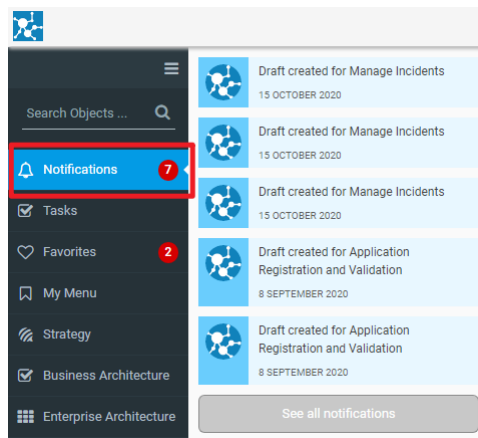 Search Objects ...
Notifications 7
Tasks
Favorites 2
My Menu
Strategy
Business Architecture
Enterprise Architecture
Draft created for Manage Incidents
15 OCTOBER 2020
Draft created for Manage Incidents
15 OCTOBER 2020
Draft created for Manage Incidents
15 OCTOBER 2020
Draft created for Application
Registration and Validation
8 SEPTEMBER 2020
Draft created for Application
Registration and Validation
8 SEPTEMBER 2020
See all notifications